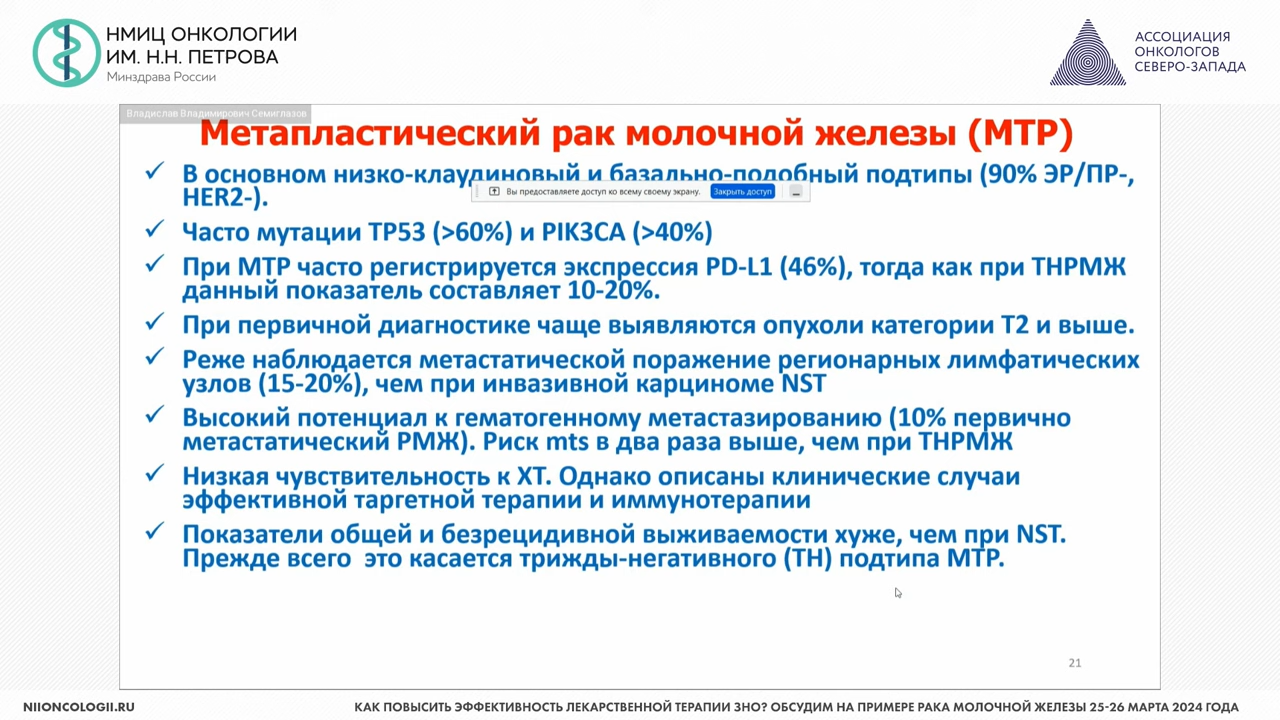 НМИЦ ОНКОЛОГИИ
ИМ. Н.Н. ПЕТРОВА
Минздрава России
АССОЦИАЦИЯ
ОНКОЛОГОВ
СЕВЕРО-ЗАПАДА
Владислав Владимирович Семиглазов
Метапластический рак молочной железы (МТР)
✓ В основном низко-клаудиновый и базально-подобный подтипы (90% ЭР/ПР-,
HER2-).
Вы предоставляете доступ ко всему своему экрану. Закрыть доступ
✓ Часто мутации TP53 (>60%) и PIK3CA (>40%)
✓ При МТР часто регистрируется экспрессия PD-L1 (46%), тогда как при ТНРМЖ
данный показатель составляет 10-20%.
✓ При первичной диагностике чаще выявляются опухоли категории Т2 и выше.
✓ Реже наблюдается метастатической поражение регионарных лимфатических
узлов (15-20%), чем при инвазивной карциноме NST
✓ Высокий потенциал к гематогенному метастазированию (10% первично
метастатический РМЖ). Риск mts в два раза выше, чем при ТНРМЖ
✓ Низкая чувствительность к ХТ. Однако описаны клинические случаи
эффективной таргетной терапии и иммунотерапии
✓ Показатели общей и безрецидивной выживаемости хуже, чем при NST.
Прежде всего это касается трижды-негативного (ТН) подтипа МТР.
21
NIIONCOLOGII.RU
КАК ПОВЫСИТЬ ЭФФЕКТИВНОСТЬ ЛЕКАРСТВЕННОЙ ТЕРАПИИ ЗНО? ОБСУДИМ НА ПРИМЕРЕ РАКА МОЛОЧНОЙ ЖЕЛЕЗЫ 25-26 МАРТА 2024 ГОДА